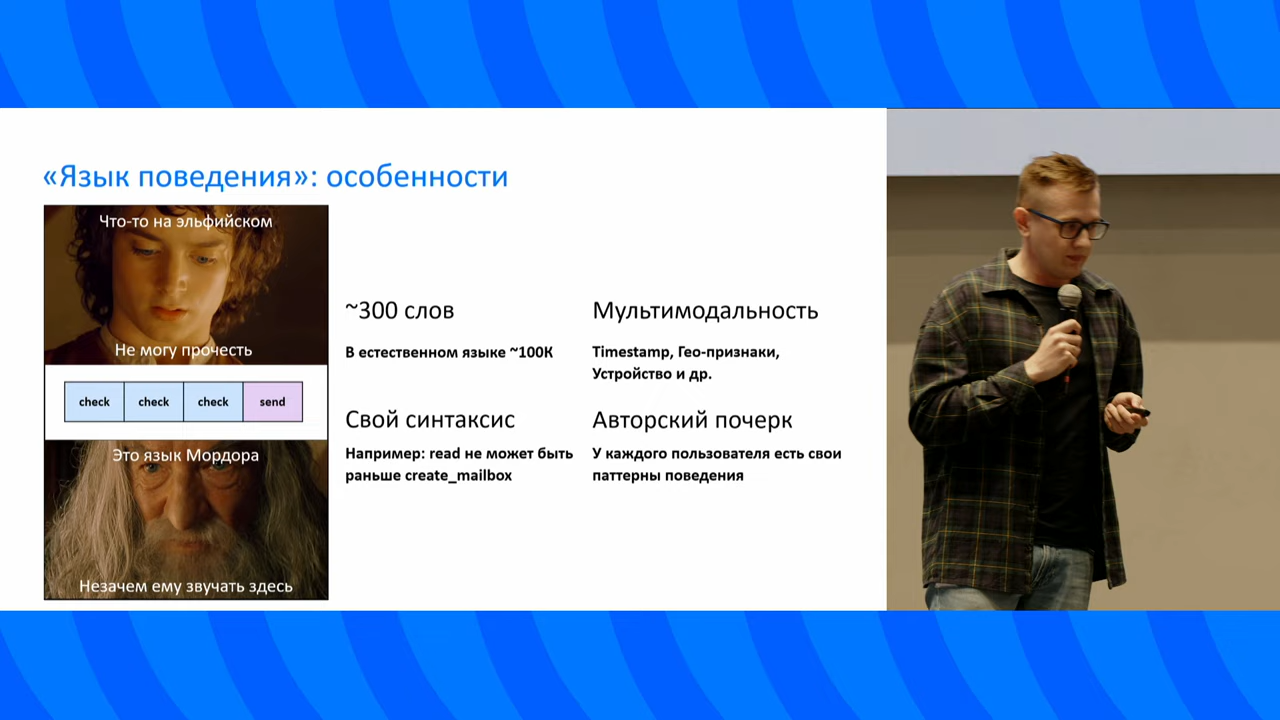 «Язык поведения»: особенности
Что-то на эльфийском
Не могу прочесть
check check check send
Это язык Мордора
Незачем ему звучать здесь
~300 слов
В естественном языке ~100К
Мультимодальность
Timestamp, Гео-признаки,
Устройство и др.
Свой синтаксис
Например: read не может быть
раньше create_mailbox
Авторский почерк
У каждого пользователя есть свои
паттерны поведения